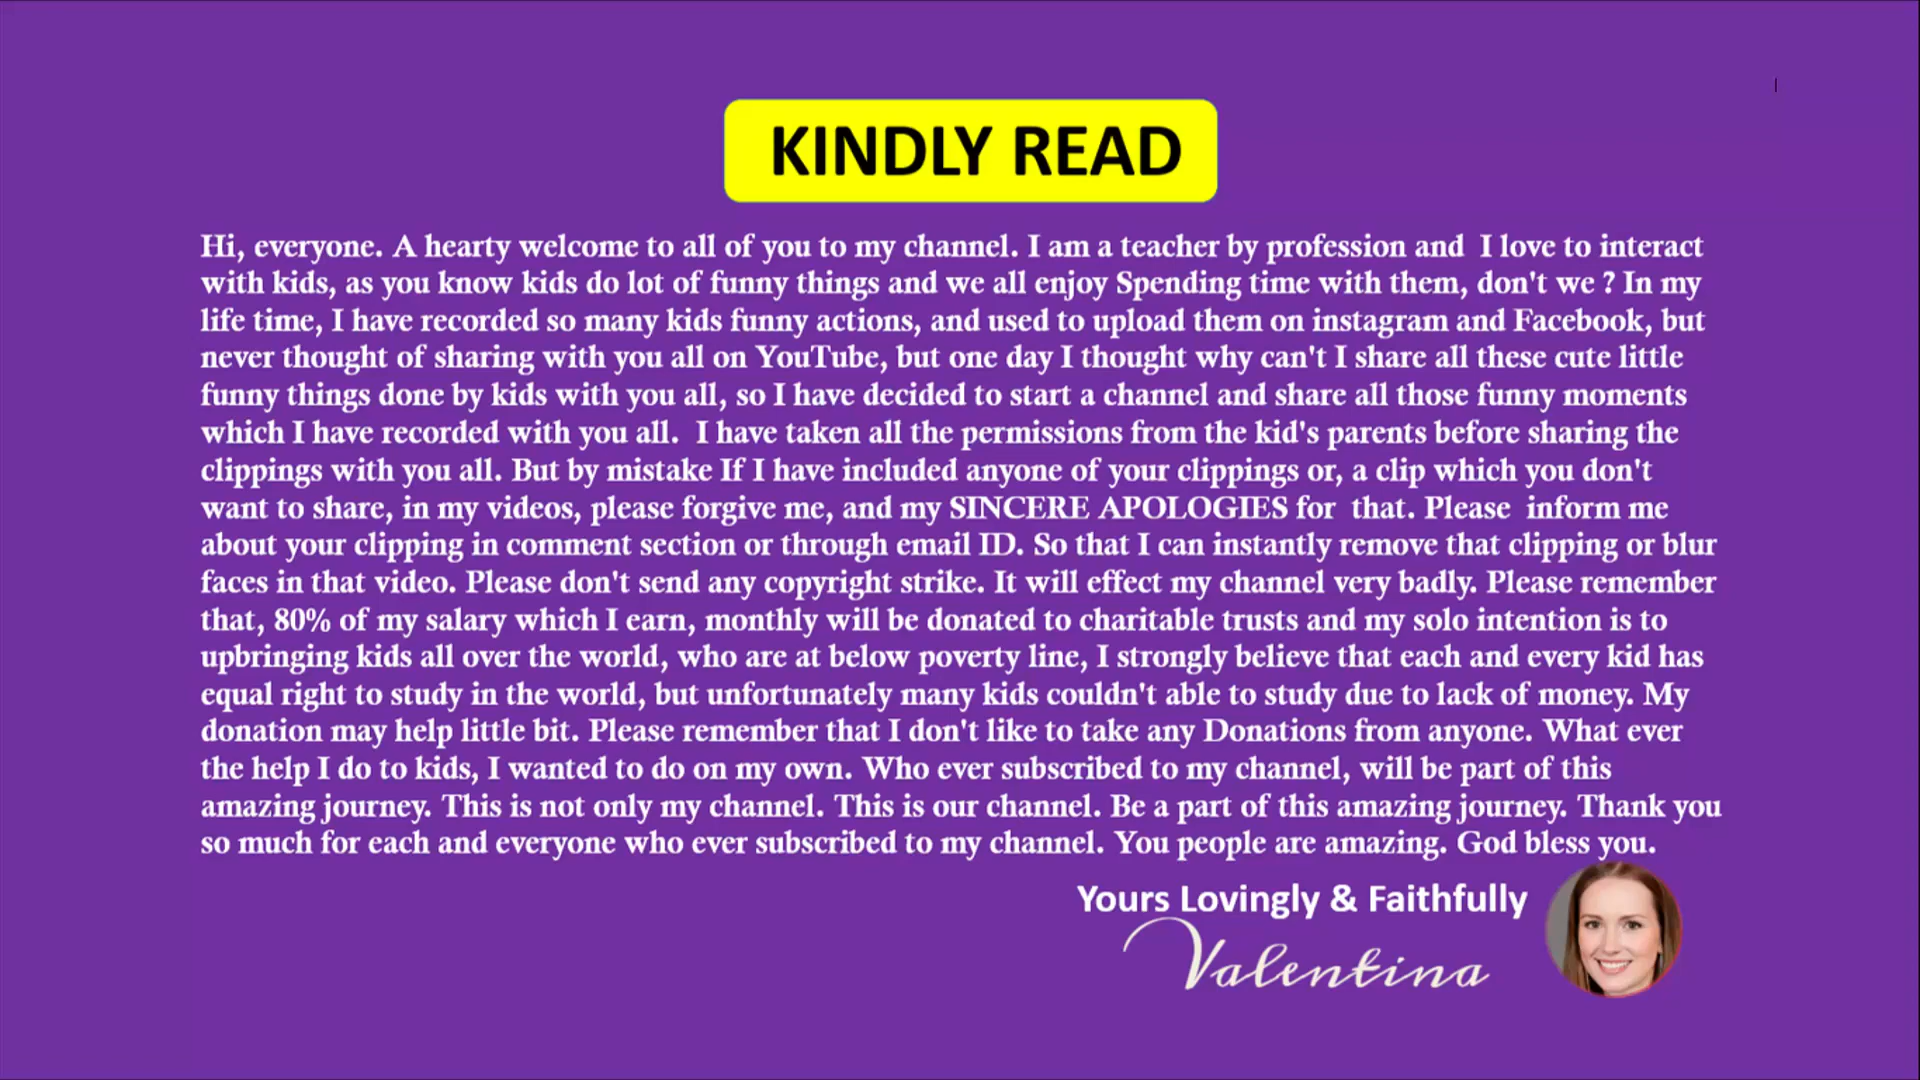 KINDLY READ
Hi, everyone. A hearty welcome to all of you to my channel. I am a teacher by profession and  I love to interact
with kids, as you know kids do lot of funny things and we all enjoy Spending time with them, don't we ? In my
life time, I have recorded so many kids funny actions, and used to upload them on instagram and Facebook, but
never thought of sharing with you all on YouTube, but one day I thought why can't I share all these cute little
funny things done by kids with you all, so I have decided to start a channel and share all those funny moments
which I have recorded with you all.  I have taken all the permissions from the kid's parents before sharing the
clippings with you all. But by mistake If I have included anyone of your clippings or, a clip which you don't
want to share, in my videos, please forgive me, and my SINCERE APOLOGIES for  that. Please  inform me
about your clipping in comment section or through email ID. So that I can instantly remove that clipping or blur
faces in that video. Please don't send any copyright strike. It will effect my channel very badly. Please remember
that, 80% of my salary which I earn, monthly will be donated to charitable trusts and my solo intention is to
upbringing kids all over the world, who are at below poverty line, I strongly believe that each and every kid has
equal right to study in the world, but unfortunately many kids couldn't able to study due to lack of money. My
donation may help little bit. Please remember that I don't like to take any Donations from anyone. What ever
the help I do to kids, I wanted to do on my own. Who ever subscribed to my channel, will be part of this
amazing journey. This is not only my channel. This is our channel. Be a part of this amazing journey. Thank you
so much for each and everyone who ever subscribed to my channel. You people are amazing. God bless you.
Yours Lovingly & Faithfully
Valentina